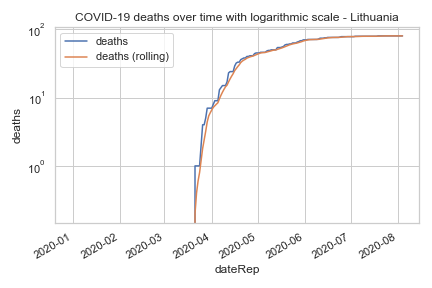 COVID-19 deaths over time with logarithmic scale - Lithuania
deaths
deaths (rolling)
10²
10¹
10⁰
deaths
2020-01
2020-02
2020-03
2020-04
2020-05
2020-06
2020-07
2020-08
dateRep